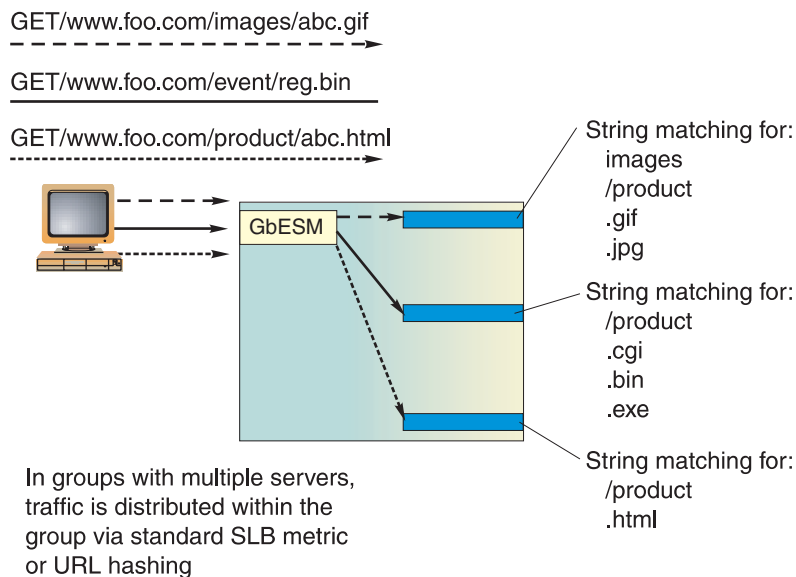 GET/www.foo.com/images/abc.gif
GET/www.foo.com/event/reg.bin
GET/www.foo.com/product/abc.html
GbESM
String matching for:
images
/product
.gif
.jpg
String matching for:
/product
.cgi
.bin
.exe
String matching for:
/product
.html
In groups with multiple servers,
traffic is distributed within the
group via standard SLB metric
or URL hashing